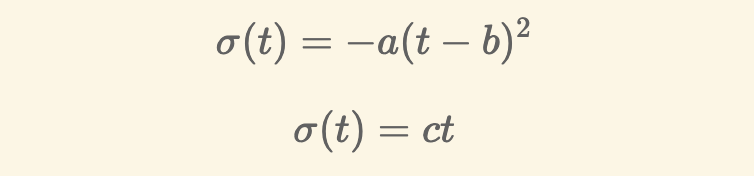 σ(t) = −a(t − b)²
σ(t) = ct